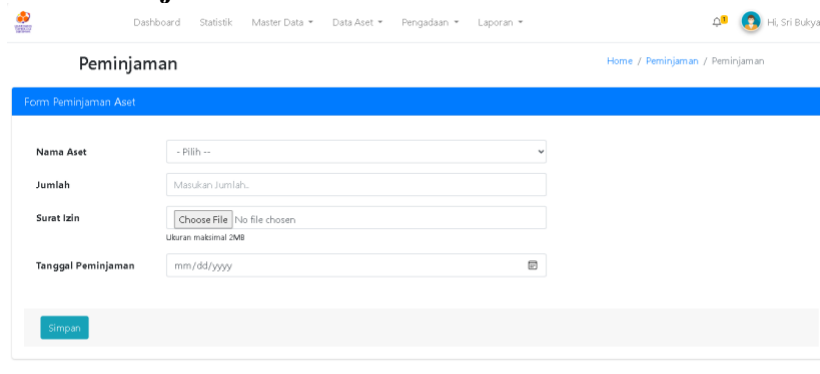 Dashboard Statistik Master Data Data Aset Pengadaan Laporan 1 Hi, Sri Bukya
Peminjaman Home / Peminjaman / Peminjaman
Form Peminjaman Aset
Nama Aset - Pilih --
Jumlah Masukan Jumlah..
Surat Izin Choose File No file chosen
Ukuran maksimal 2MB
Tanggal Peminjaman mm/dd/yyyy
Simpan